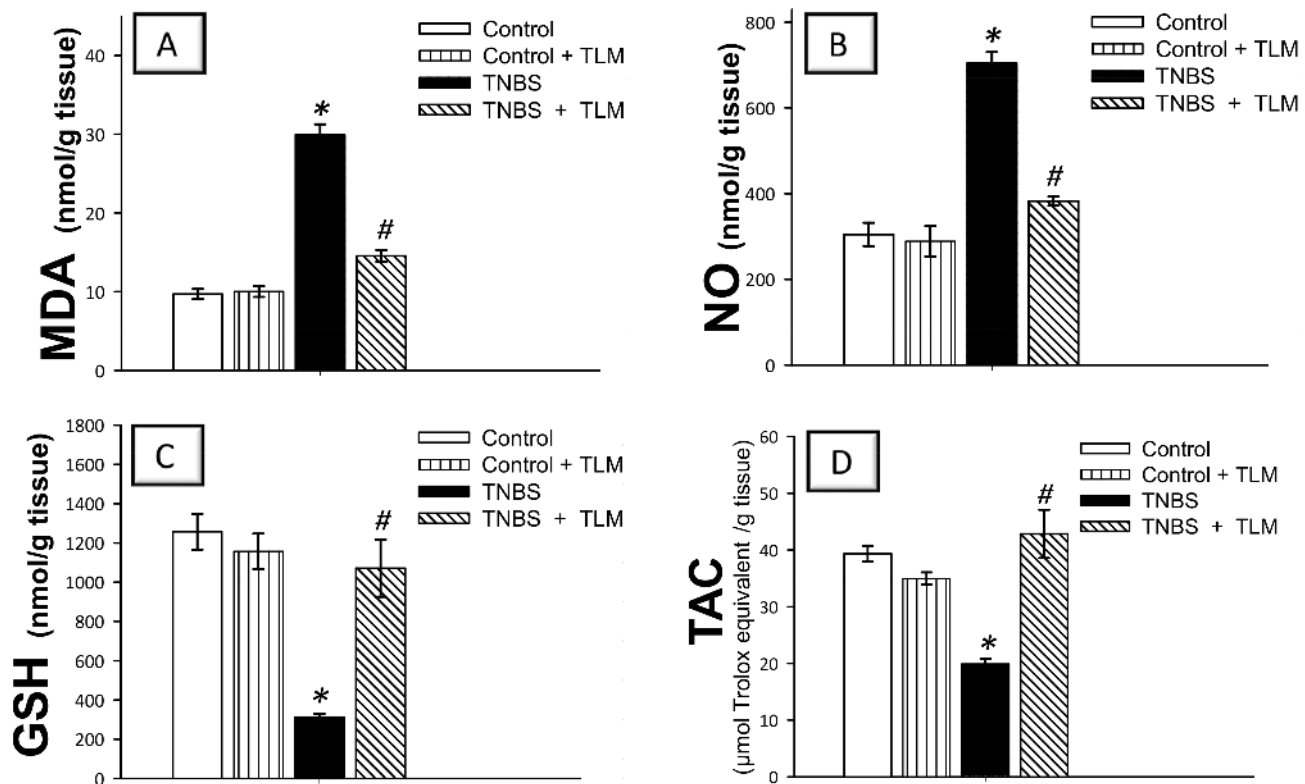 A
MDA (nmol/g tissue)
40
30
20
10
0
*
#
Control
Control + TLM
TNBS
TNBS + TLM
B
NO (nmol/g tissue)
800
600
400
200
0
*
#
Control
Control + TLM
TNBS
TNBS + TLM
C
GSH (nmol/g tissue)
1800
1600
1400
1200
1000
800
600
400
200
0
*
#
Control
Control + TLM
TNBS
TNBS + TLM
D
TAC
(µmol Trolox equivalent /g tissue)
60
50
40
30
20
10
0
*
#
Control
Control + TLM
TNBS
TNBS + TLM